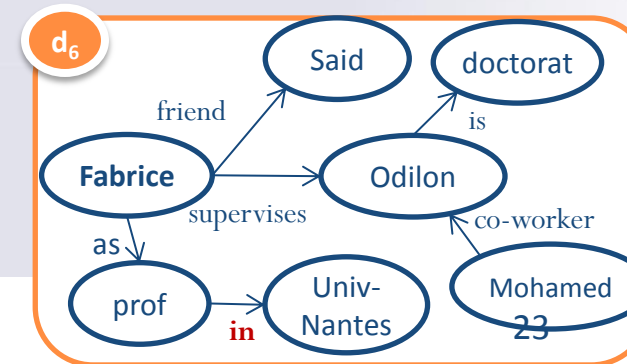 d6
Said
doctorat
friend
is
Fabrice
Odilon
supervises
co-worker
as
prof
in
Univ-
Nantes
Mohamed
23